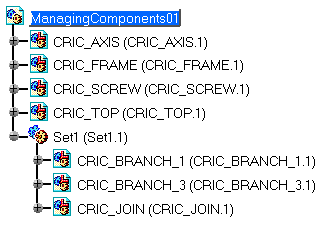 ManagingComponents01
CRIC_AXIS (CRIC_AXIS.1)
CRIC_FRAME (CRIC_FRAME.1)
CRIC_SCREW (CRIC_SCREW.1)
CRIC_TOP (CRIC_TOP.1)
Set1 (Set1.1)
CRIC_BRANCH_1 (CRIC_BRANCH_1.1)
CRIC_BRANCH_3 (CRIC_BRANCH_3.1)
CRIC_JOIN (CRIC_JOIN.1)